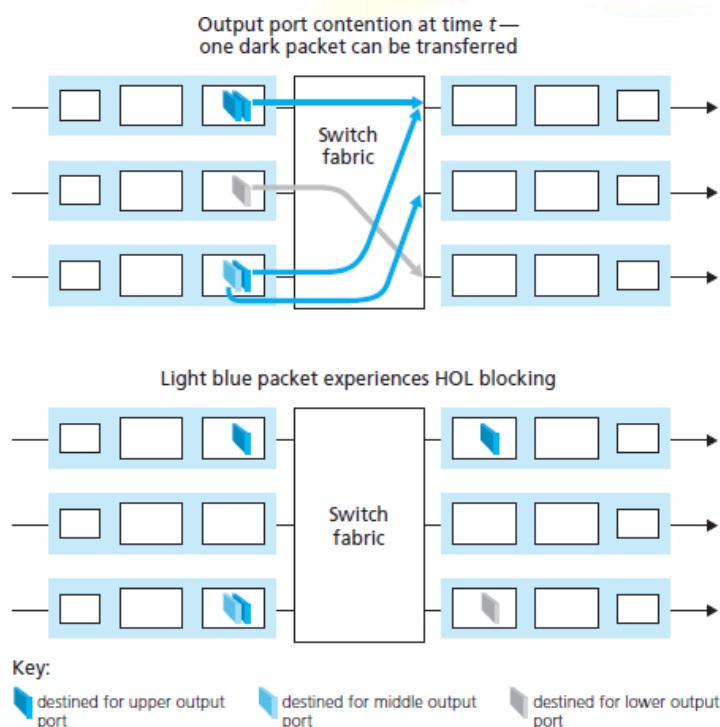 Output port contention at time t—
one dark packet can be transferred
Switch
fabric
Light blue packet experiences HOL blocking
Switch
fabric
Key:
destined for upper output
port
destined for middle output
port
destined for lower output
port